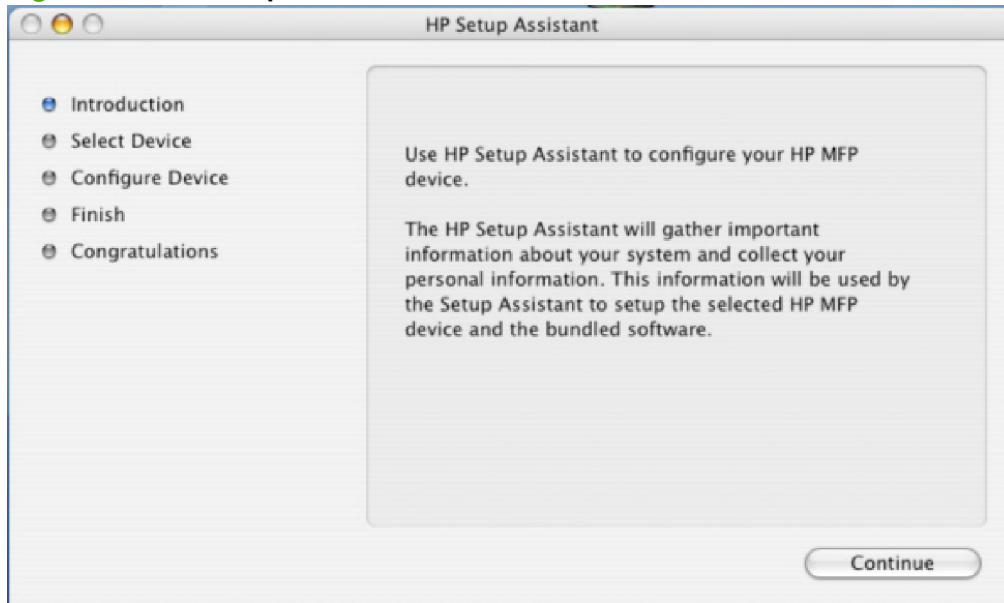 HP Setup Assistant
Introduction
Select Device
Configure Device
Finish
Congratulations
Use HP Setup Assistant to configure your HP MFP
device.
The HP Setup Assistant will gather important
information about your system and collect your
personal information. This information will be used by
the Setup Assistant to setup the selected HP MFP
device and the bundled software.
Continue